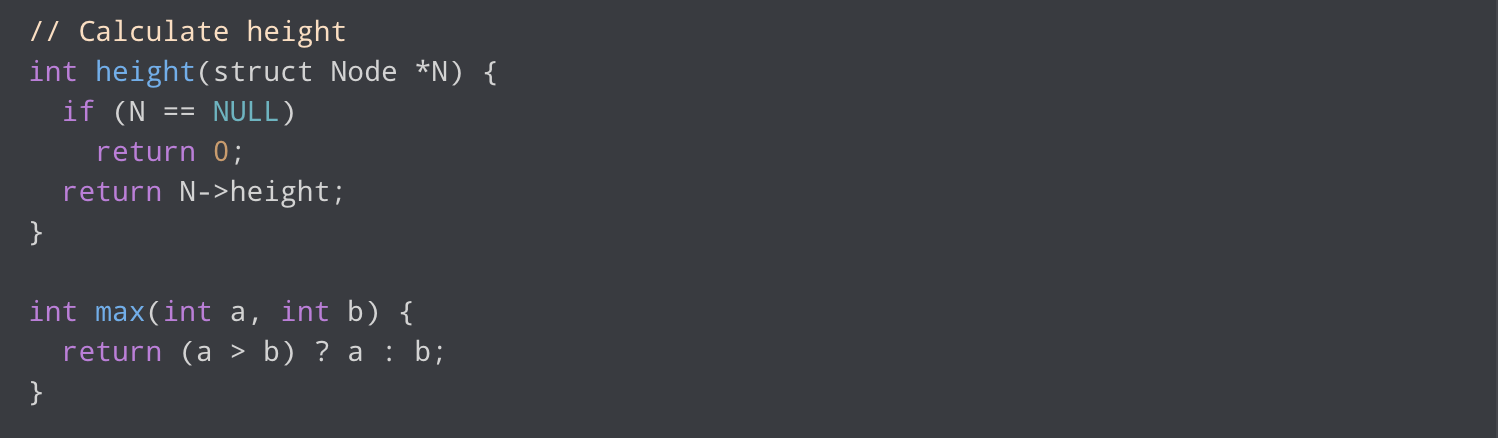 // Calculate height
int height(struct Node *N) {
  if (N == NULL)
    return 0;
  return N->height;
}

int max(int a, int b) {
  return (a > b) ? a : b;
}